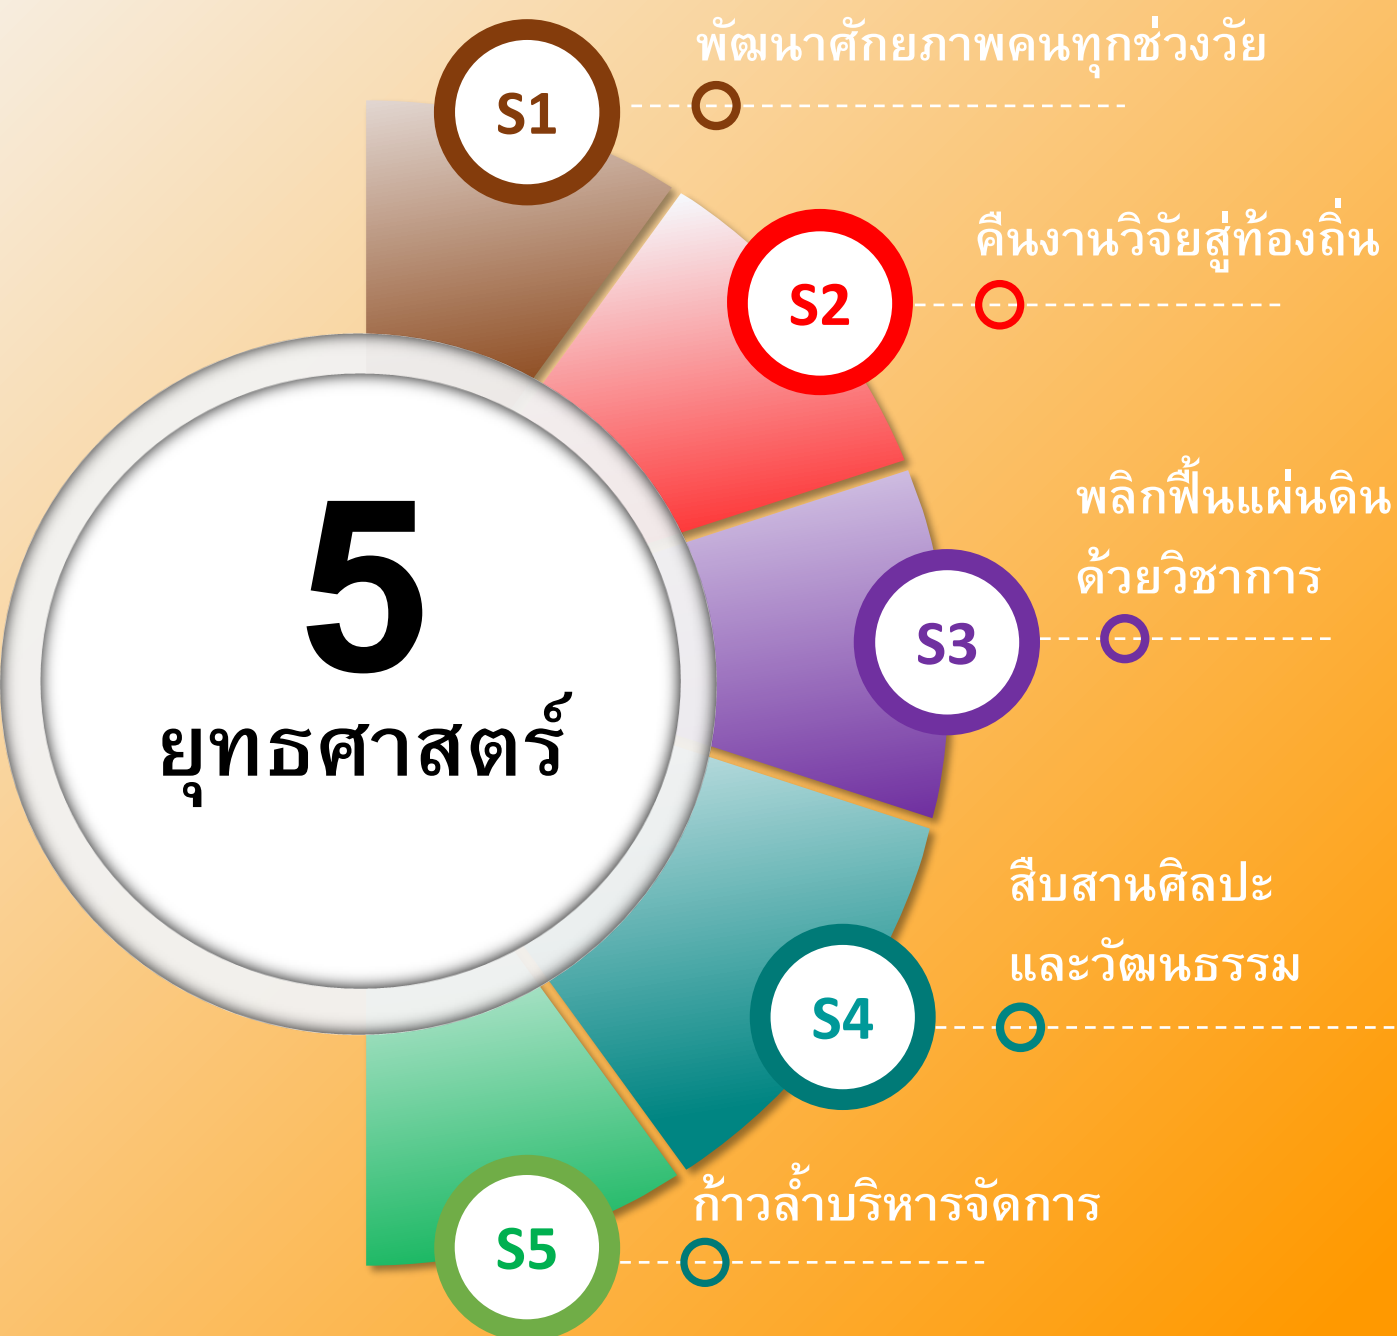 พัฒนาศักยภาพคนทุกช่วงวัย
S1
คืนงานวิจัยสู่ท้องถิ่น
S2
พลิกฟื้นแผ่นดิน
ด้วยวิชาการ
S3
5
ยุทธศาสตร์
สืบสานศิลปะ
และวัฒนธรรม
S4
ก้าวล้ำบริหารจัดการ
S5